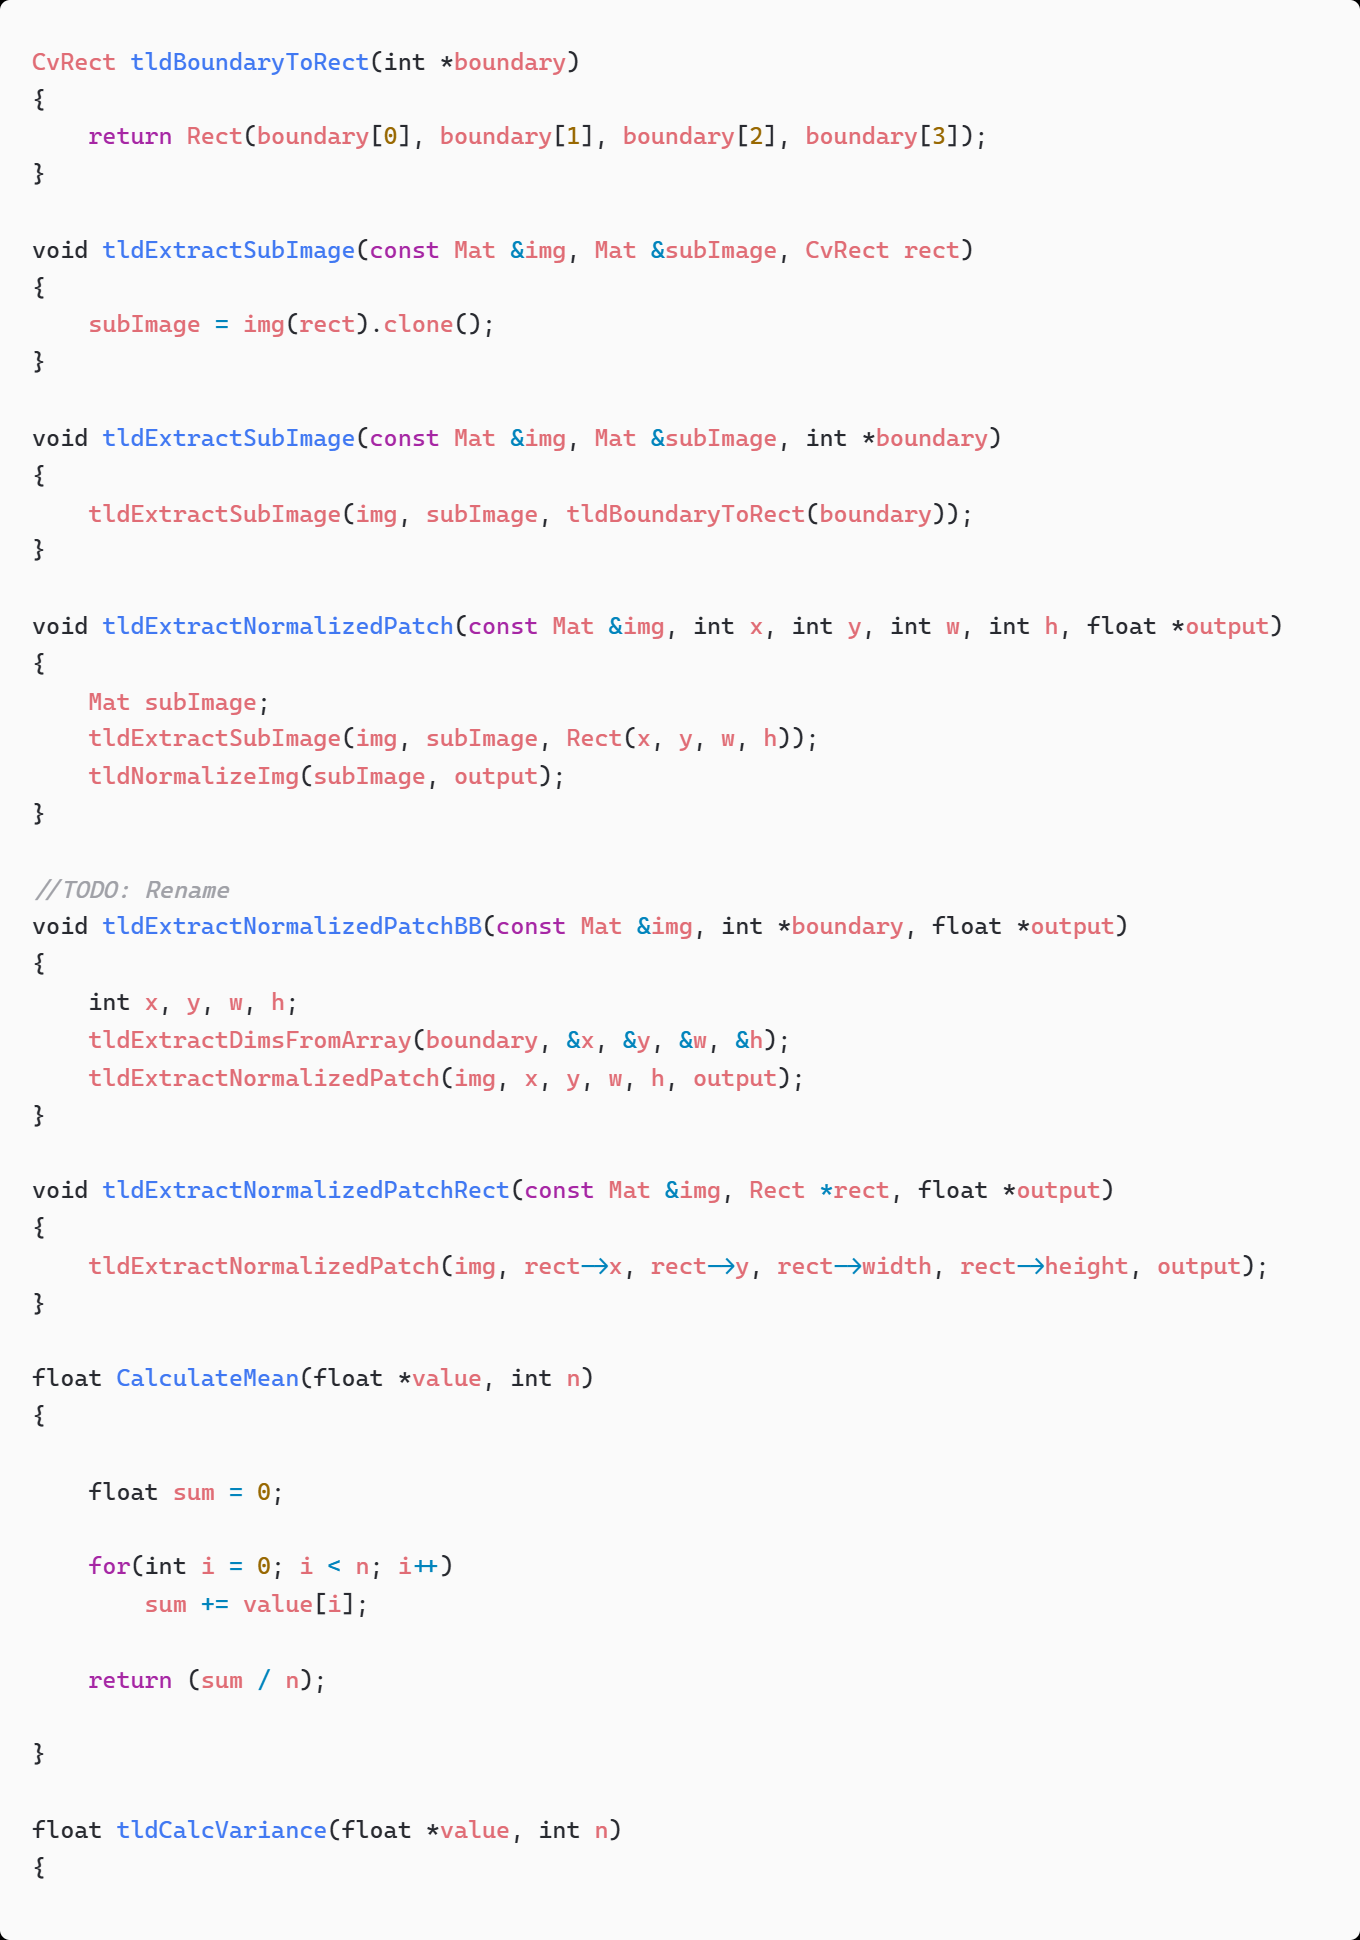 CvRect tldBoundaryToRect(int *boundary)
{
    return Rect(boundary[0], boundary[1], boundary[2], boundary[3]);
}

void tldExtractSubImage(const Mat &img, Mat &subImage, CvRect rect)
{
    subImage = img(rect).clone();
}

void tldExtractSubImage(const Mat &img, Mat &subImage, int *boundary)
{
    tldExtractSubImage(img, subImage, tldBoundaryToRect(boundary));
}

void tldExtractNormalizedPatch(const Mat &img, int x, int y, int w, int h, float *output)
{
    Mat subImage;
    tldExtractSubImage(img, subImage, Rect(x, y, w, h));
    tldNormalizeImg(subImage, output);
}

//TODO: Rename
void tldExtractNormalizedPatchBB(const Mat &img, int *boundary, float *output)
{
    int x, y, w, h;
    tldExtractDimsFromArray(boundary, &x, &y, &w, &h);
    tldExtractNormalizedPatch(img, x, y, w, h, output);
}

void tldExtractNormalizedPatchRect(const Mat &img, Rect *rect, float *output)
{
    tldExtractNormalizedPatch(img, rect->x, rect->y, rect->width, rect->height, output);
}

float CalculateMean(float *value, int n)
{

    float sum = 0;

    for(int i = 0; i < n; i++)
        sum += value[i];

    return (sum / n);

}

float tldCalcVariance(float *value, int n)
{